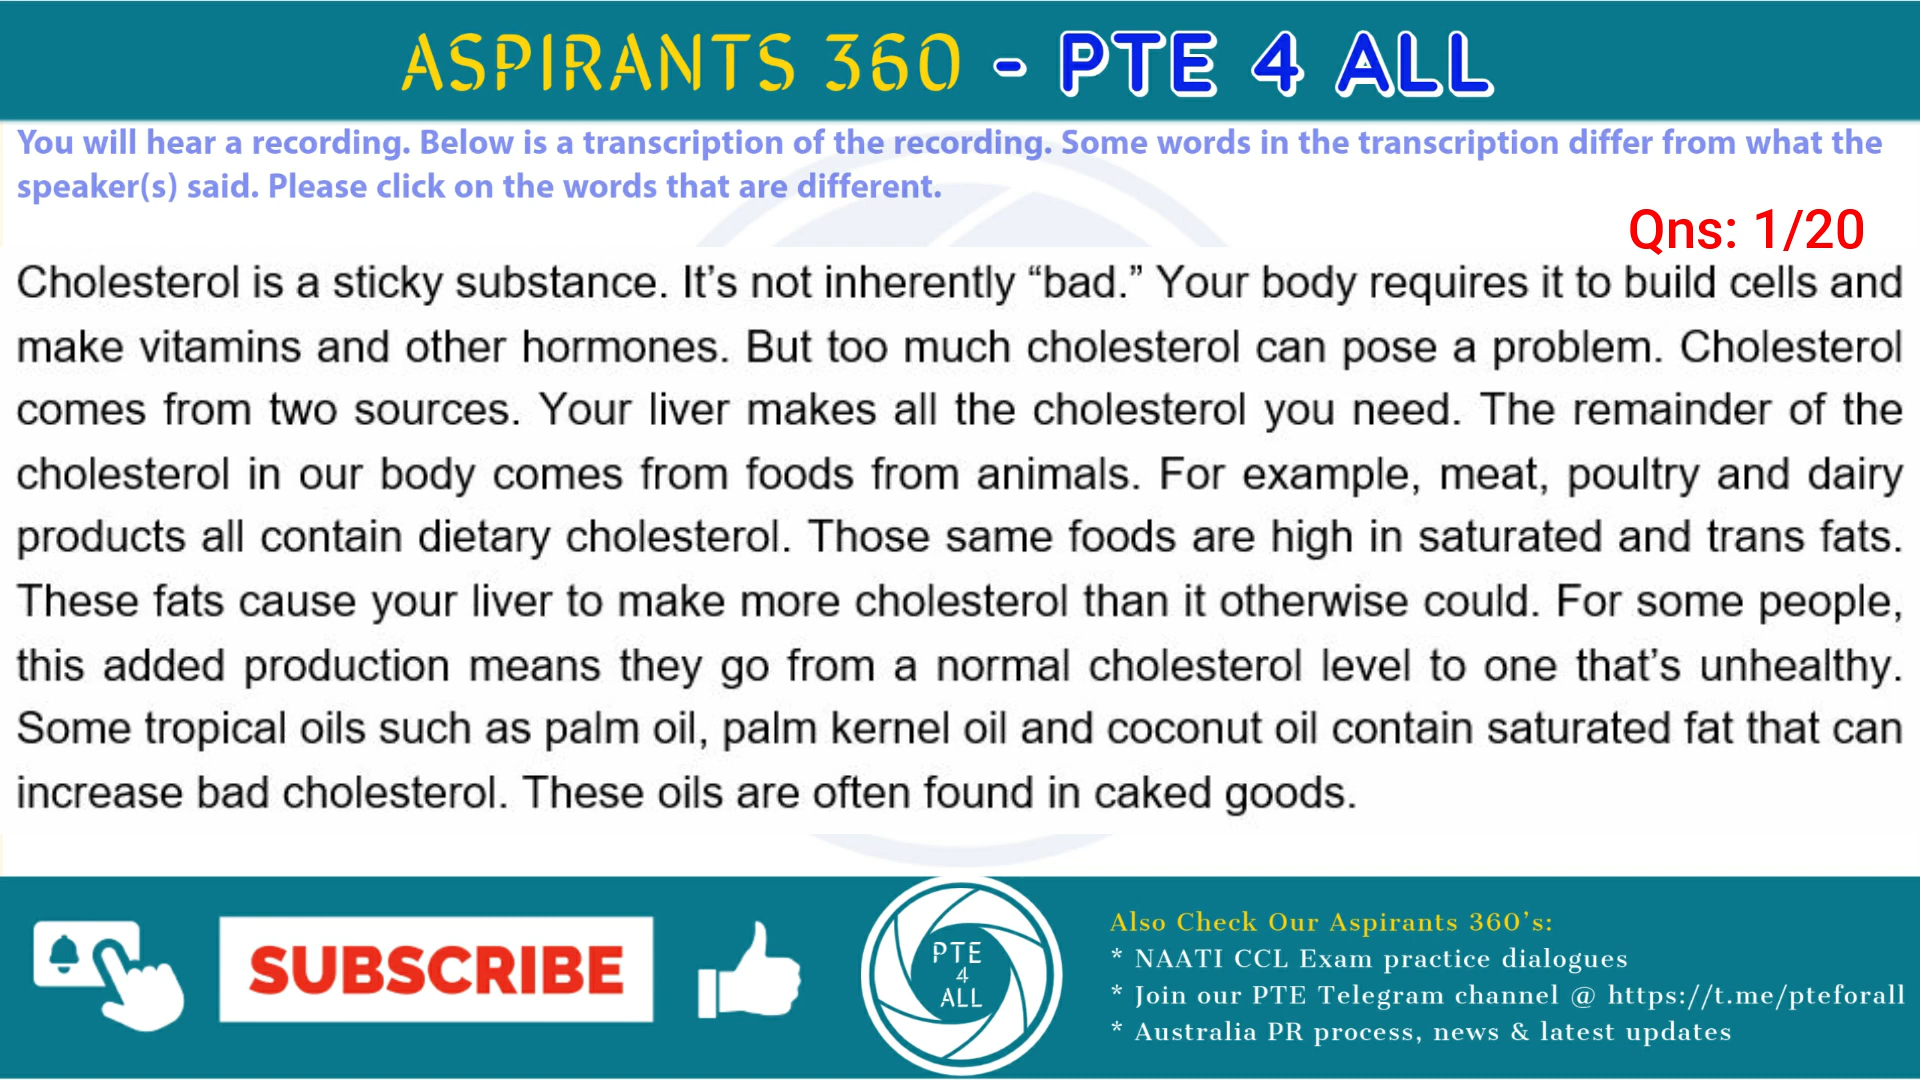 ASPIRANTS 360 - PTE 4 ALL
You will hear a recording. Below is a transcription of the recording. Some words in the transcription differ from what the
speaker(s) said. Please click on the words that are different.
Qns: 1/20
Cholesterol is a sticky substance. It’s not inherently “bad.” Your body requires it to build cells and
make vitamins and other hormones. But too much cholesterol can pose a problem. Cholesterol
comes from two sources. Your liver makes all the cholesterol you need. The remainder of the
cholesterol in our body comes from foods from animals. For example, meat, poultry and dairy
products all contain dietary cholesterol. Those same foods are high in saturated and trans fats.
These fats cause your liver to make more cholesterol than it otherwise could. For some people,
this added production means they go from a normal cholesterol level to one that’s unhealthy.
Some tropical oils such as palm oil, palm kernel oil and coconut oil contain saturated fat that can
increase bad cholesterol. These oils are often found in caked goods.
SUBSCRIBE
PTE
4
ALL
Also Check Our Aspirants 360’s:
* NAATI CCL Exam practice dialogues
* Join our PTE Telegram channel @ https://t.me/pteforall
* Australia PR process, news & latest updates